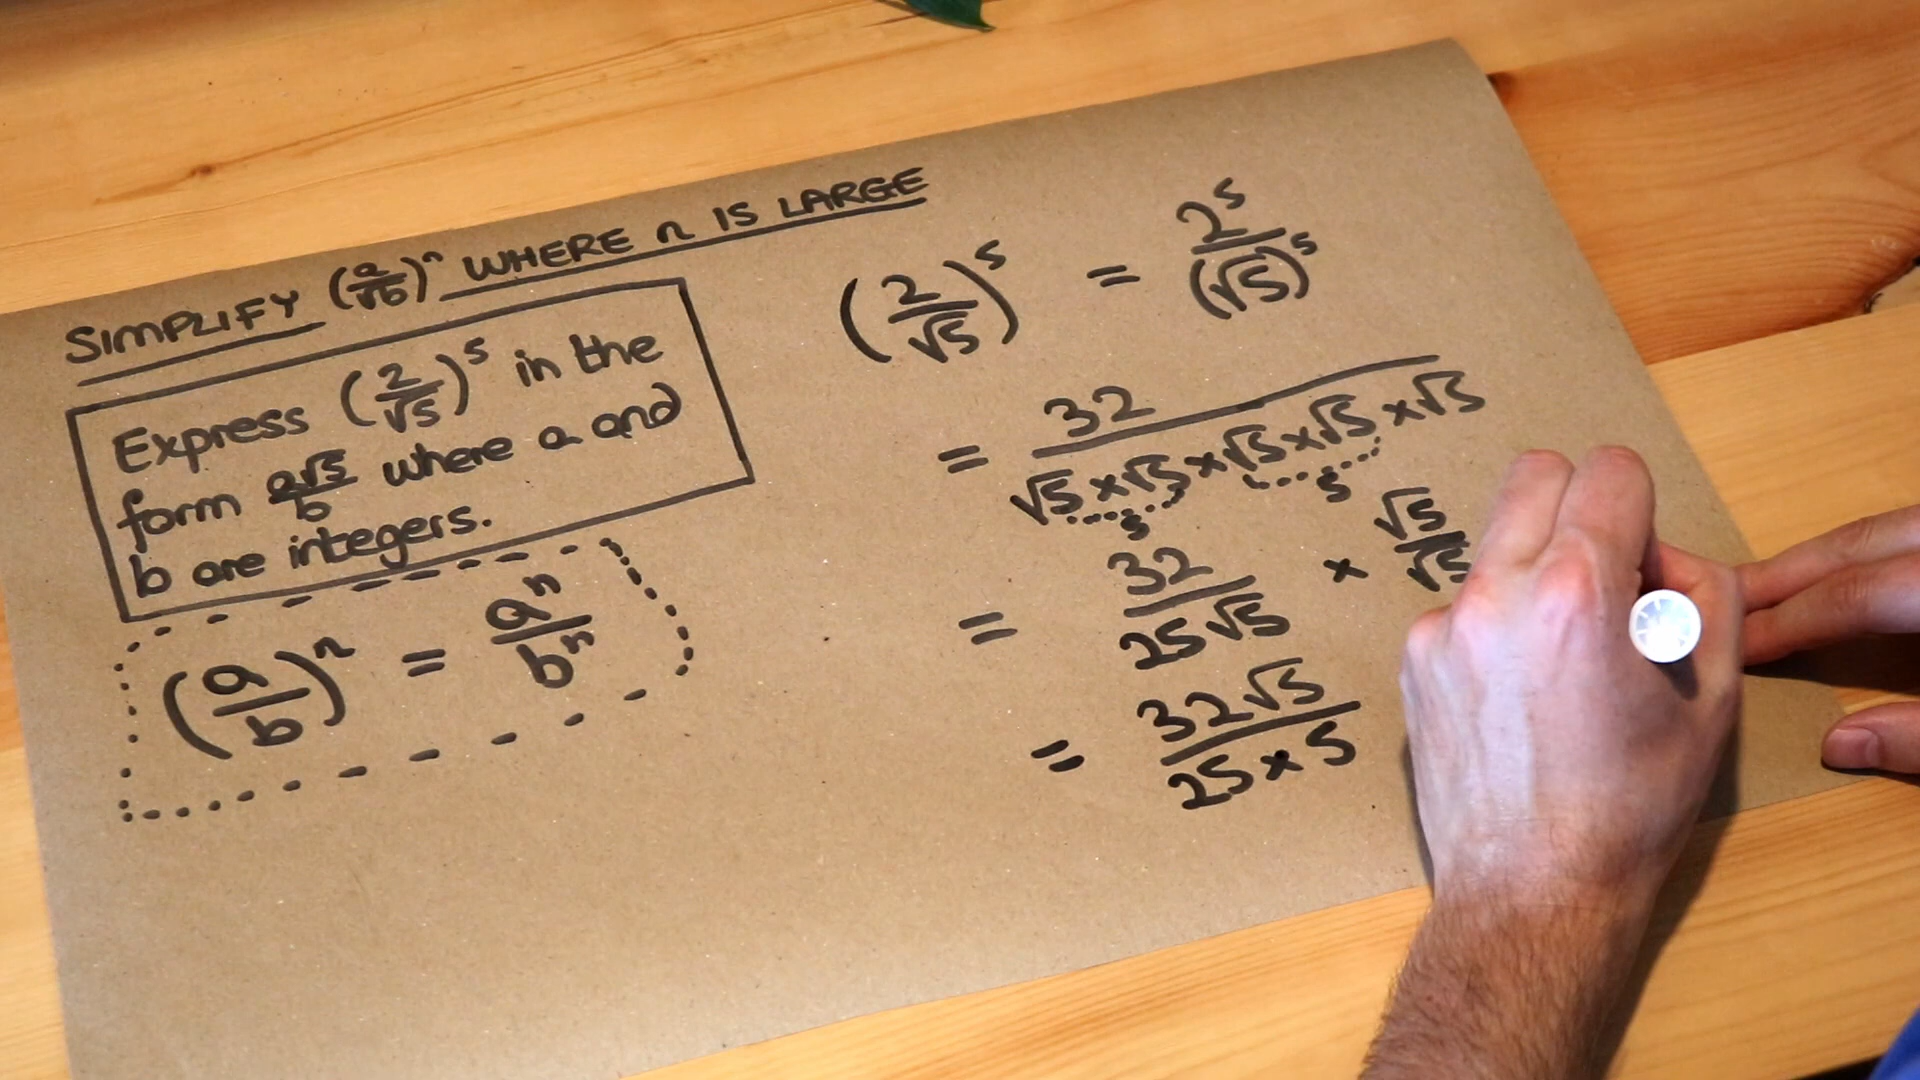 SIMPLIFY (a/√b)ⁿ WHERE n IS LARGE
Express (2/√5)⁵ in the
form a√5/b where a and
b are integers.
(a/b)ⁿ = aⁿ/bⁿ
(2/√5)⁵ = 2⁵/(√5)⁵
= 32/(√5×√5×√5×√5×√5)
5 5
= 32/(25√5) × √5/√5
= 32√5/(25×5)